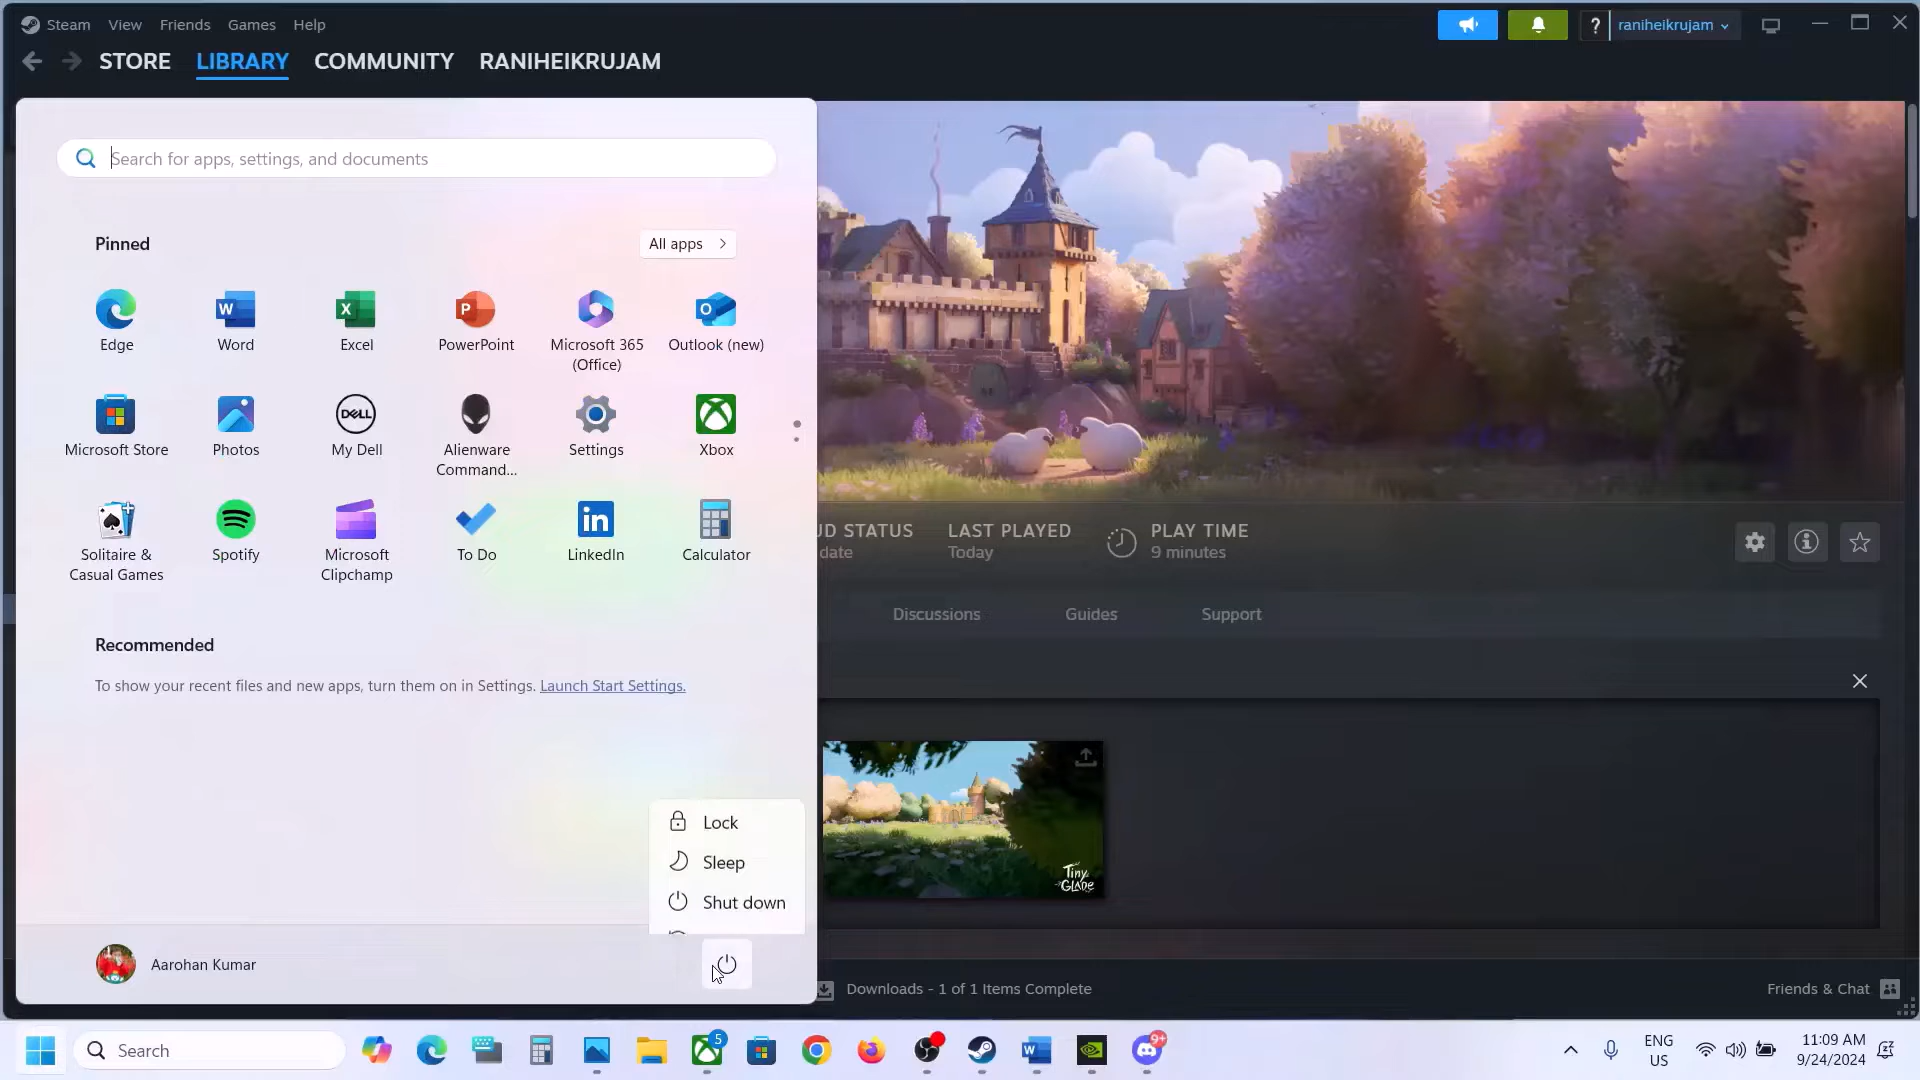 Steam View Friends Games Help
? raniheikrujam
STORE LIBRARY COMMUNITY RANIHEIKRUJAM
Search for apps, settings, and documents
Pinned
All apps
Edge Word Excel PowerPoint Microsoft 365 (Office) Outlook (new)
Microsoft Store Photos My Dell Alienware Command... Settings Xbox
Solitaire & Casual Games Spotify Microsoft Clipchamp To Do LinkedIn Calculator
Recommended
To show your recent files and new apps, turn them on in Settings. Launch Start Settings.
Lock
Sleep
Shut down
Aarohan Kumar
UD STATUS LAST PLAYED PLAY TIME
date Today 9 minutes
Discussions Guides Support
Tiny
GLADE
Downloads - 1 of 1 Items Complete
Friends & Chat
Search
5
9+
ENG
US
11:09 AM
9/24/2024